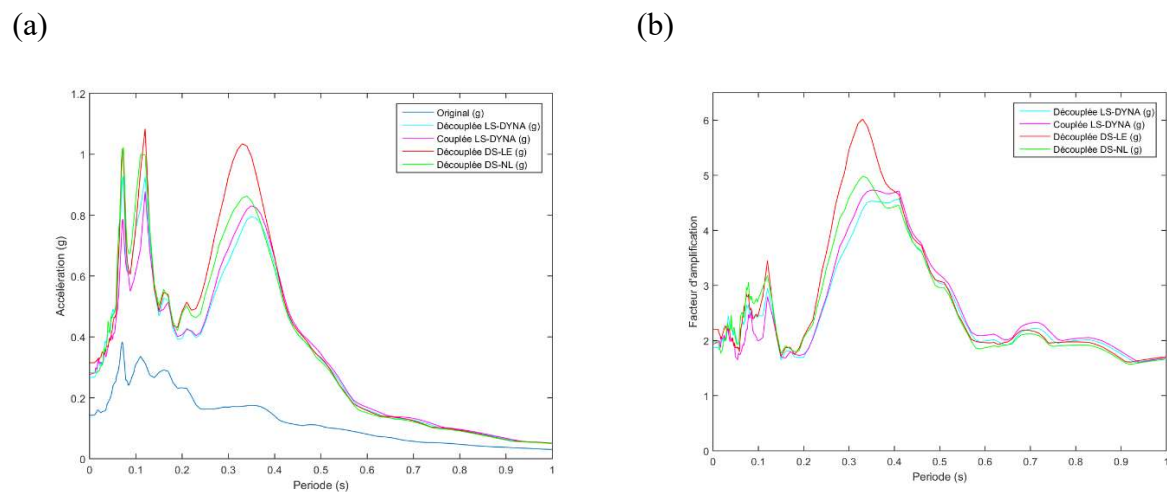 (a)
(b)
Accélération (g)
1.2
1
0.8
0.6
0.4
0.2
0
0 0.1 0.2 0.3 0.4 0.5 0.6 0.7 0.8 0.9 1
Periode (s)
Original (g)
Découplée LS-DYNA (g)
Couplée LS-DYNA (g)
Découplée DS-LE (g)
Découplée DS-NL (g)
Facteur d'amplification
6
5
4
3
2
1
0
0 0.1 0.2 0.3 0.4 0.5 0.6 0.7 0.8 0.9 1
Periode (s)
Découplée LS-DYNA (g)
Couplée LS-DYNA (g)
Découplée DS-LE (g)
Découplée DS-NL (g)